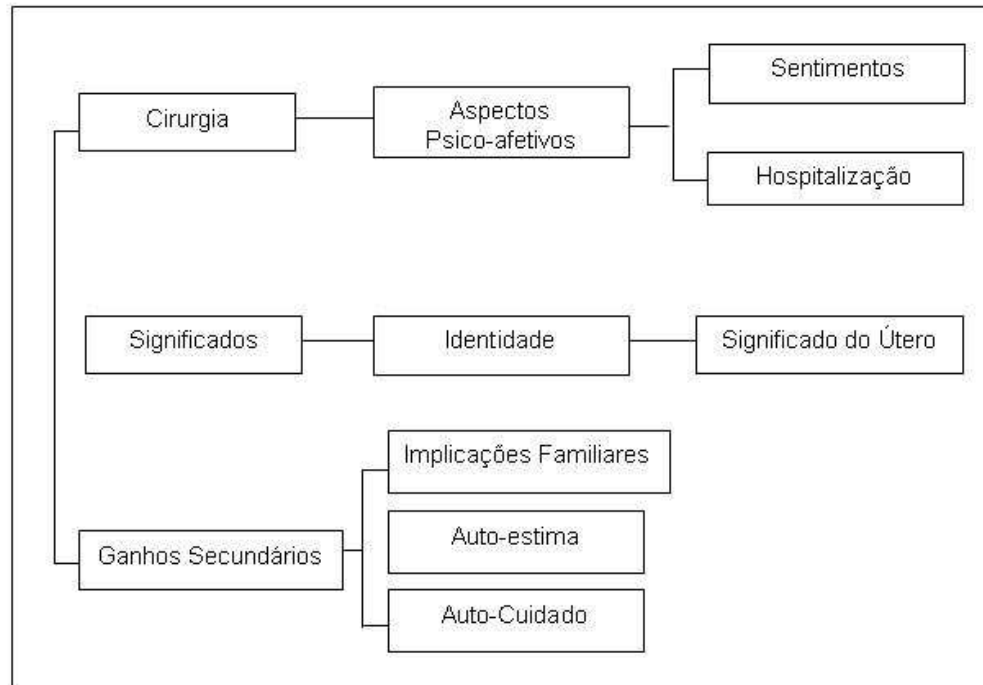 Cirurgia
Aspectos
Psico-afetivos
Sentimentos
Hospitalização
Significados
Identidade
Significado do Útero
Ganhos Secundários
Implicações Familiares
Auto-estima
Auto-Cuidado